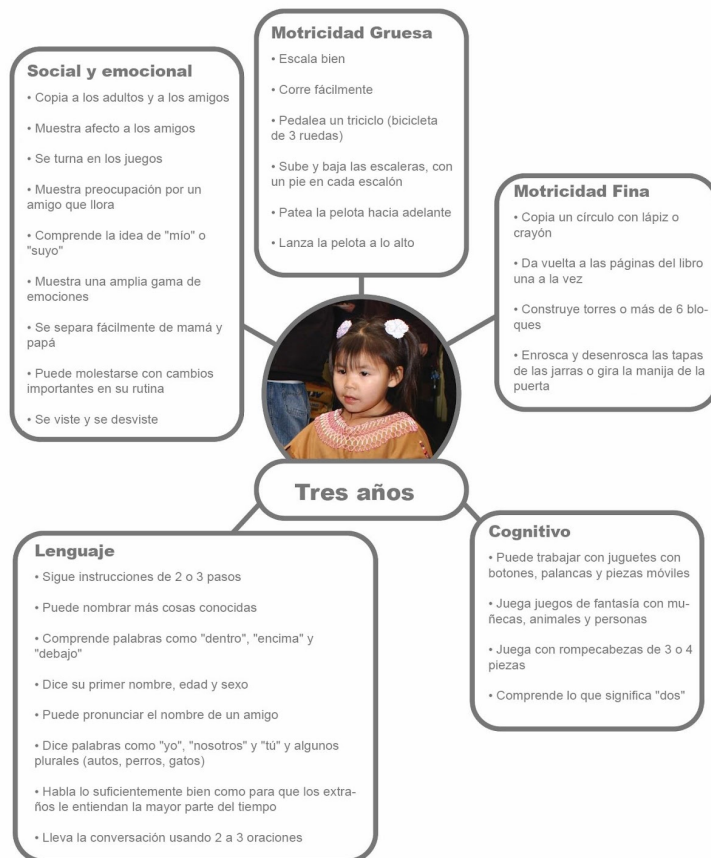 Motricidad Gruesa
• Escala bien
• Corre fácilmente
• Pedalea un triciclo (bicicleta
de 3 ruedas)
• Sube y baja las escaleras, con
un pie en cada escalón
• Patea la pelota hacia adelante
• Lanza la pelota a lo alto
Social y emocional
• Copia a los adultos y a los amigos
• Muestra afecto a los amigos
• Se turna en los juegos
• Muestra preocupación por un
amigo que llora
• Comprende la idea de "mío" o
"suyo"
• Muestra una amplia gama de
emociones
• Se separa fácilmente de mamá y
papá
• Puede molestarse con cambios
importantes en su rutina
• Se viste y se desviste
Motricidad Fina
• Copia un círculo con lápiz o
crayón
• Da vuelta a las páginas del libro
una a la vez
• Construye torres o más de 6 blo-
ques
• Enrosca y desenrosca las tapas
de las jarras o gira la manija de la
puerta
Tres años
Lenguaje
• Sigue instrucciones de 2 o 3 pasos
• Puede nombrar más cosas conocidas
• Comprende palabras como "dentro", "encima" y
"debajo"
• Dice su primer nombre, edad y sexo
• Puede pronunciar el nombre de un amigo
• Dice palabras como "yo", "nosotros" y "tú" y algunos
plurales (autos, perros, gatos)
• Habla lo suficientemente bien como para que los extra-
ños le entiendan la mayor parte del tiempo
• Lleva la conversación usando 2 a 3 oraciones
Cognitivo
• Puede trabajar con juguetes con
botones, palancas y piezas móviles
• Juega juegos de fantasía con mu-
ñecas, animales y personas
• Juega con rompecabezas de 3 o 4
piezas
• Comprende lo que significa "dos"